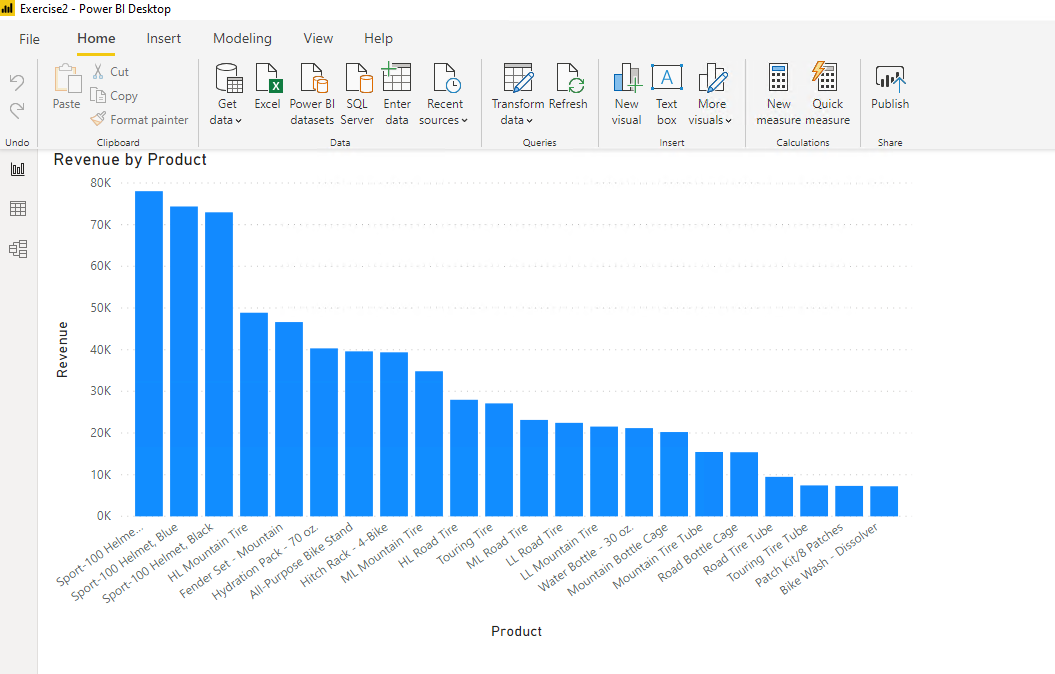 Exercise2 - Power BI Desktop
File Home Insert Modeling View Help
Paste
Cut
Copy
Format painter
Get data
Excel
Power BI datasets
SQL Server
Enter data
Recent sources
Transform data
Refresh
New visual
Text box
More visuals
New measure
Quick measure
Publish
Undo Clipboard Data Queries Insert Calculations Share
Revenue by Product
Revenue
80K
70K
60K
50K
40K
30K
20K
10K
0K
Sport-100 Helme...
Sport-100 Helmet, Blue
Sport-100 Helmet, Black
HL Mountain Tire
Fender Set - Mountain
Hydration Pack - 70 oz.
All-Purpose Bike Stand
Hitch Rack - 4-Bike
ML Mountain Tire
HL Road Tire
Touring Tire
ML Road Tire
LL Road Tire
LL Mountain Tire
Water Bottle - 30 oz.
Mountain Bottle Cage
Mountain Tire Tube
Road Bottle Cage
Road Tire Tube
Touring Tire Tube
Patch Kit/8 Patches
Bike Wash - Dissolver
Product